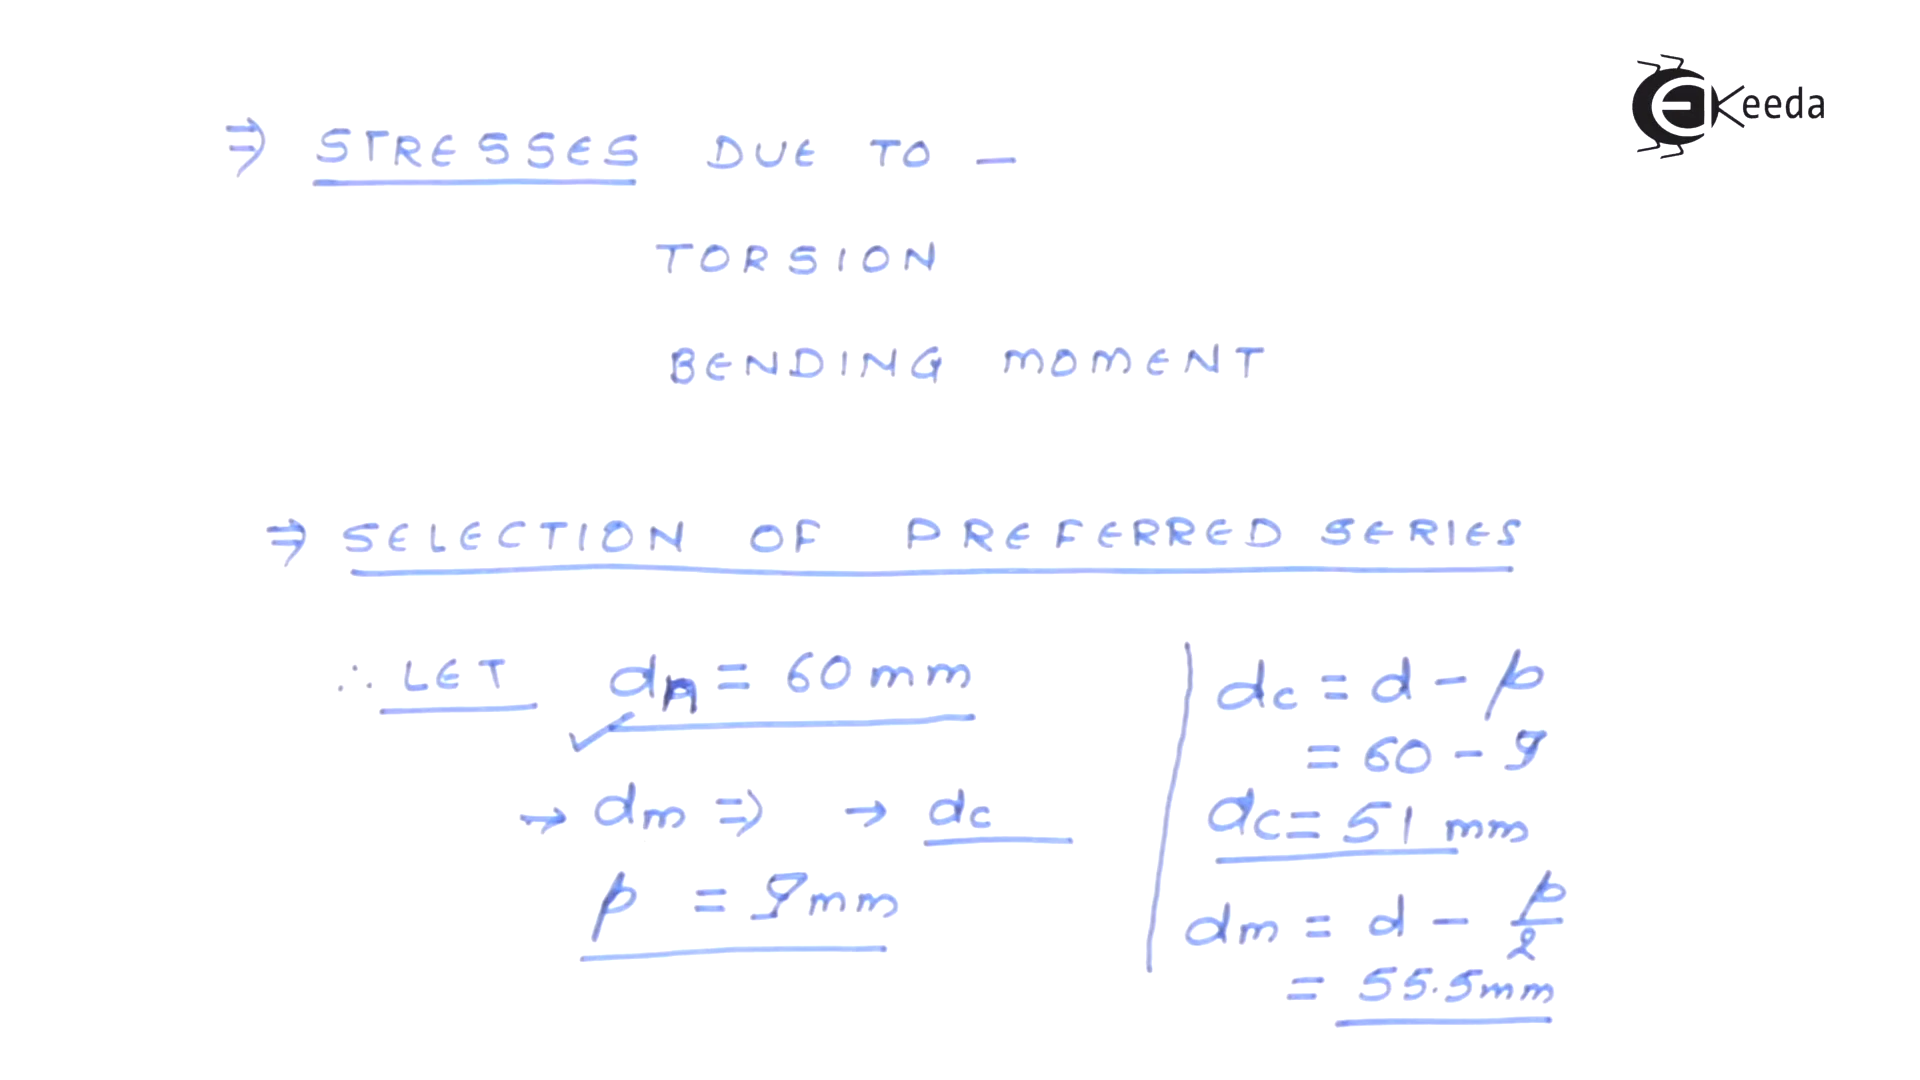 EKeeda
⇒ STRESSES DUE TO –
TORSION
BENDING MOMENT
⇒ SELECTION OF PREFERRED SERIES
∴ LET dn = 60 mm
→ dm ⇒ → dc
p = 9mm
dc = d - p
= 60 - 9
dc = 51 mm
dm = d - p/2
= 55.5mm